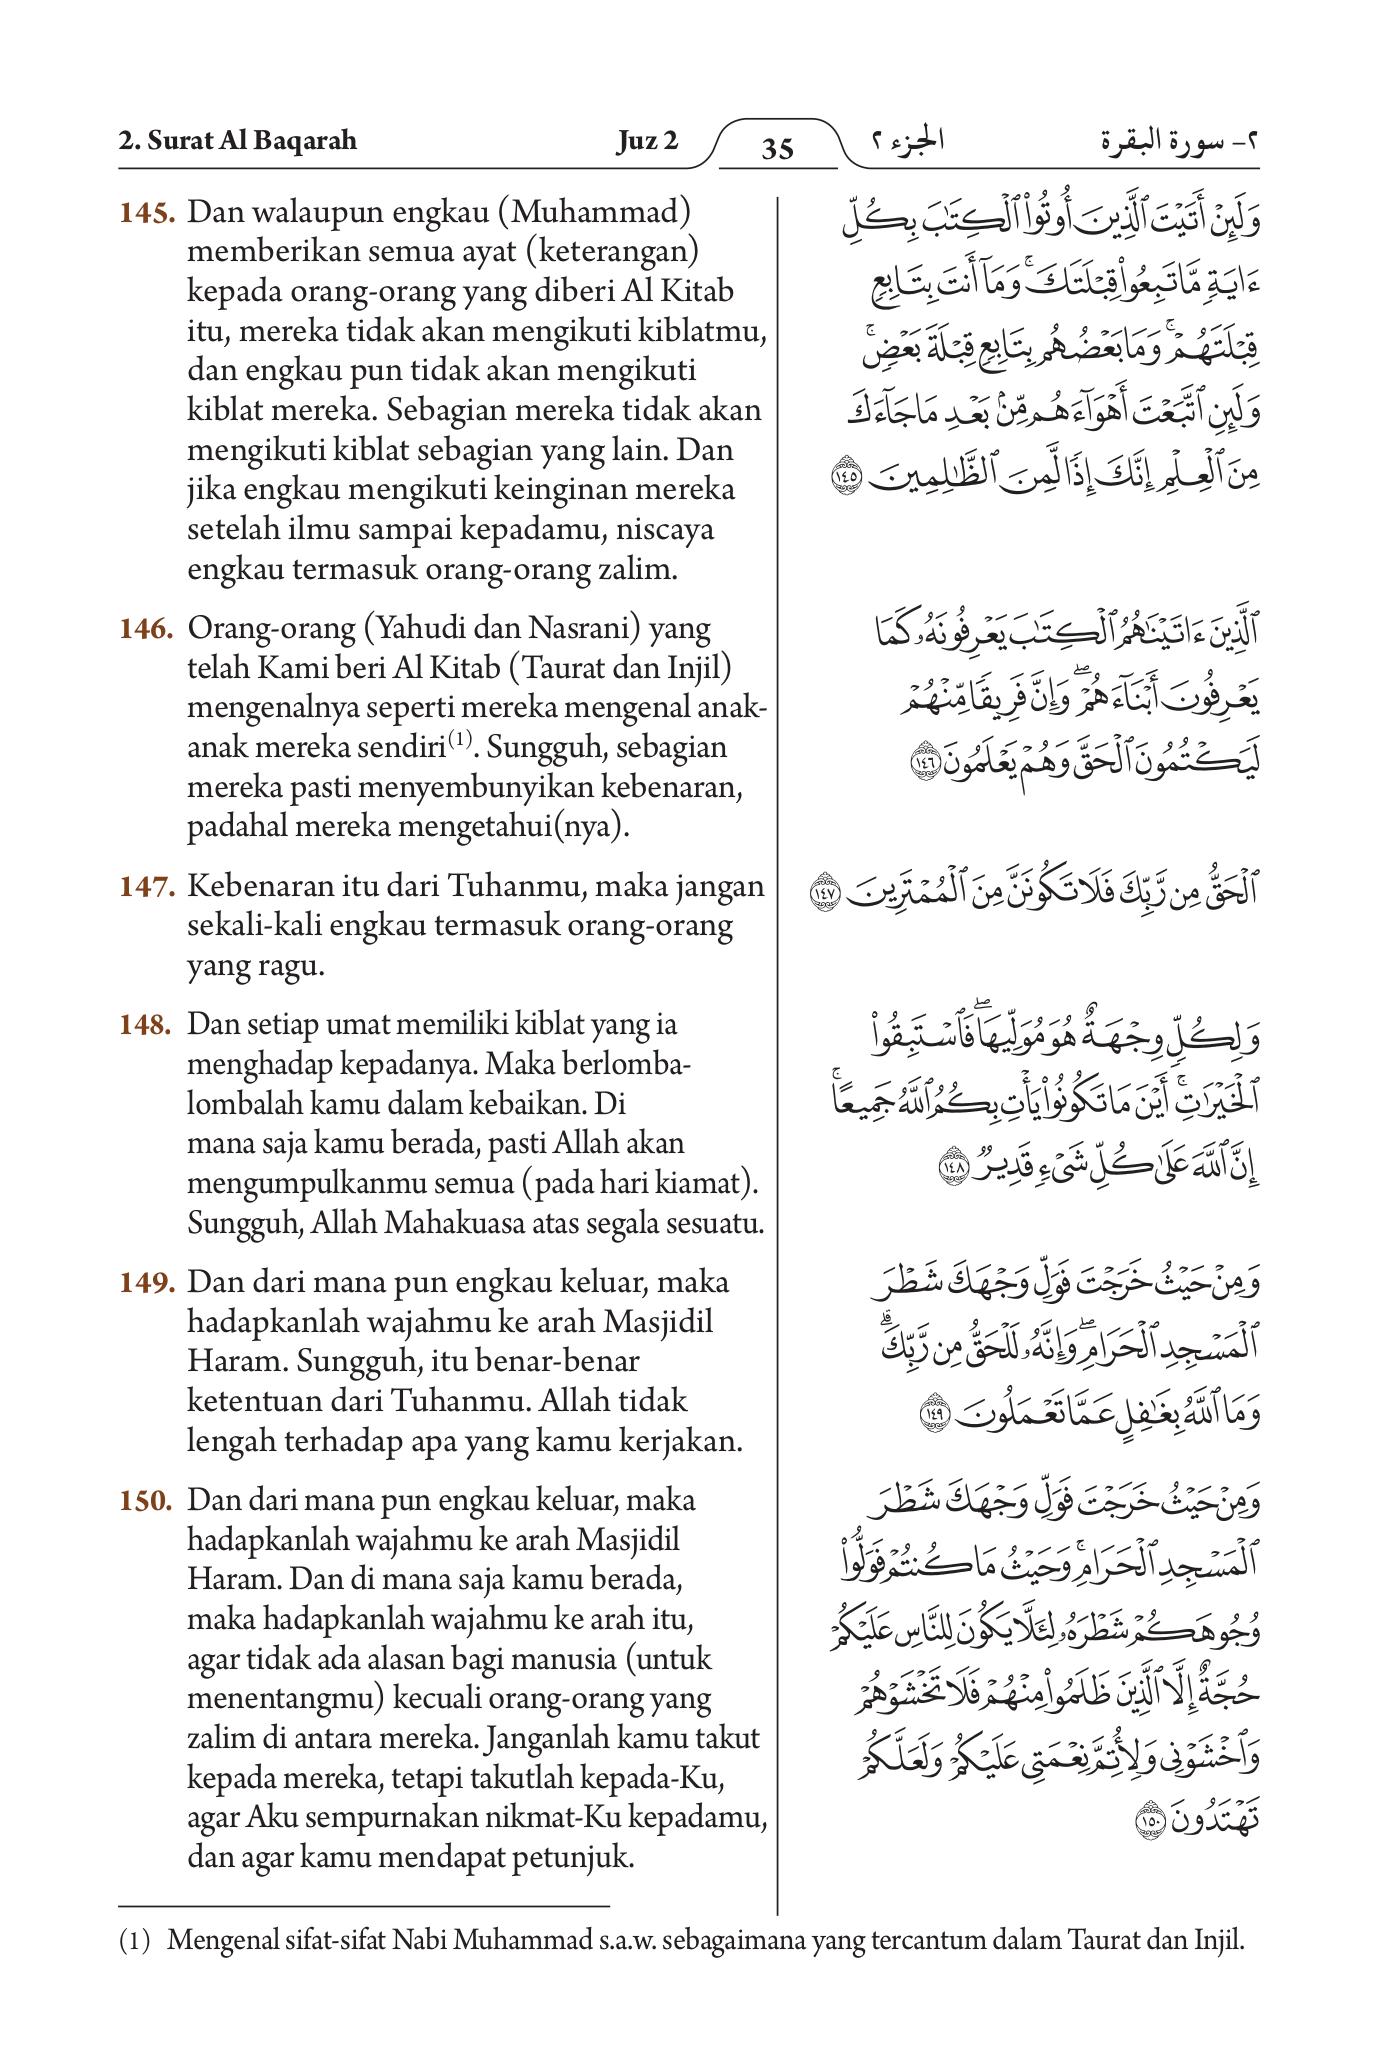 2. Surat Al Baqarah Juz 2 35 الجزء ٢ ٢- سورة البقرة
145. Dan walaupun engkau (Muhammad)
memberikan semua ayat (keterangan)
kepada orang-orang yang diberi Al Kitab
itu, mereka tidak akan mengikuti kiblatmu,
dan engkau pun tidak akan mengikuti
kiblat mereka. Sebagian mereka tidak akan
mengikuti kiblat sebagian yang lain. Dan
jika engkau mengikuti keinginan mereka
setelah ilmu sampai kepadamu, niscaya
engkau termasuk orang-orang zalim.
146. Orang-orang (Yahudi dan Nasrani) yang
telah Kami beri Al Kitab (Taurat dan Injil)
mengenalnya seperti mereka mengenal anak-
anak mereka sendiri(1). Sungguh, sebagian
mereka pasti menyembunyikan kebenaran,
padahal mereka mengetahui(nya).
147. Kebenaran itu dari Tuhanmu, maka jangan
sekali-kali engkau termasuk orang-orang
yang ragu.
148. Dan setiap umat memiliki kiblat yang ia
menghadap kepadanya. Maka berlomba-
lombalah kamu dalam kebaikan. Di
mana saja kamu berada, pasti Allah akan
mengumpulkanmu semua (pada hari kiamat).
Sungguh, Allah Mahakuasa atas segala sesuatu.
149. Dan dari mana pun engkau keluar, maka
hadapkanlah wajahmu ke arah Masjidil
Haram. Sungguh, itu benar-benar
ketentuan dari Tuhanmu. Allah tidak
lengah terhadap apa yang kamu kerjakan.
150. Dan dari mana pun engkau keluar, maka
hadapkanlah wajahmu ke arah Masjidil
Haram. Dan di mana saja kamu berada,
maka hadapkanlah wajahmu ke arah itu,
agar tidak ada alasan bagi manusia (untuk
menentangmu) kecuali orang-orang yang
zalim di antara mereka. Janganlah kamu takut
kepada mereka, tetapi takutlah kepada-Ku,
agar Aku sempurnakan nikmat-Ku kepadamu,
dan agar kamu mendapat petunjuk.
وَلَئِنْ أَتَيْتَ ٱلَّذِينَ أُوتُوا۟ ٱلْكِتَٰبَ بِكُلِّ
ءَايَةٍ مَّا تَبِعُوا۟ قِبْلَتَكَ ۚ وَمَآ أَنتَ بِتَابِعٍ
قِبْلَتَهُمْ ۚ وَمَا بَعْضُهُم بِتَابِعٍ قِبْلَةَ بَعْضٍ ۚ
وَلَئِنِ ٱتَّبَعْتَ أَهْوَآءَهُم مِّنۢ بَعْدِ مَا جَآءَكَ
مِنَ ٱلْعِلْمِ إِنَّكَ إِذًا لَّمِنَ ٱلظَّٰلِمِينَ ١٤٥
ٱلَّذِينَ ءَاتَيْنَٰهُمُ ٱلْكِتَٰبَ يَعْرِفُونَهُۥ كَمَا
يَعْرِفُونَ أَبْنَآءَهُمْ ۖ وَإِنَّ فَرِيقًا مِّنْهُمْ
لَيَكْتُمُونَ ٱلْحَقَّ وَهُمْ يَعْلَمُونَ ١٤٦
ٱلْحَقُّ مِن رَّبِّكَ فَلَا تَكُونَنَّ مِنَ ٱلْمُمْتَرِينَ ١٤٧
وَلِكُلٍّ وِجْهَةٌ هُوَ مُوَلِّيهَا ۖ فَٱسْتَبِقُوا۟
ٱلْخَيْرَٰتِ ۚ أَيْنَ مَا تَكُونُوا۟ يَأْتِ بِكُمُ ٱللَّهُ جَمِيعًا ۚ
إِنَّ ٱللَّهَ عَلَىٰ كُلِّ شَىْءٍ قَدِيرٌ ١٤٨
وَمِنْ حَيْثُ خَرَجْتَ فَوَلِّ وَجْهَكَ شَطْرَ
ٱلْمَسْجِدِ ٱلْحَرَامِ ۖ وَإِنَّهُۥ لَلْحَقُّ مِن رَّبِّكَ ۗ
وَمَا ٱللَّهُ بِغَٰفِلٍ عَمَّا تَعْمَلُونَ ١٤٩
وَمِنْ حَيْثُ خَرَجْتَ فَوَلِّ وَجْهَكَ شَطْرَ
ٱلْمَسْجِدِ ٱلْحَرَامِ ۚ وَحَيْثُ مَا كُنتُمْ فَوَلُّوا۟
وُجُوهَكُمْ شَطْرَهُۥ لِئَلَّا يَكُونَ لِلنَّاسِ عَلَيْكُمْ
حُجَّةٌ إِلَّا ٱلَّذِينَ ظَلَمُوا۟ مِنْهُمْ فَلَا تَخْشَوْهُمْ
وَٱخْشَوْنِى وَلِأُتِمَّ نِعْمَتِى عَلَيْكُمْ وَلَعَلَّكُمْ
تَهْتَدُونَ ١٥٠
(1) Mengenal sifat-sifat Nabi Muhammad s.a.w. sebagaimana yang tercantum dalam Taurat dan Injil.